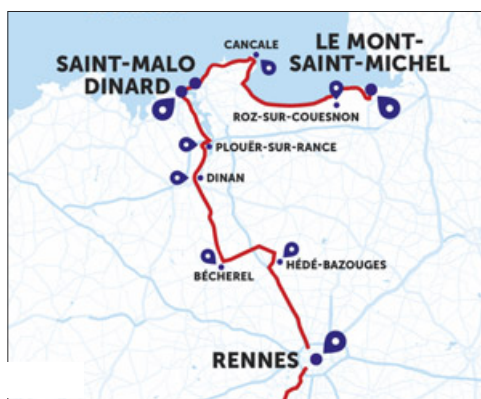 CANCALE
LE MONT-
SAINT-MICHEL
SAINT-MALO
DINARD
ROZ-SUR-COUESNON
PLOUËR-SUR-RANCE
DINAN
BÉCHEREL
HÉDÉ-BAZOUGES
RENNES